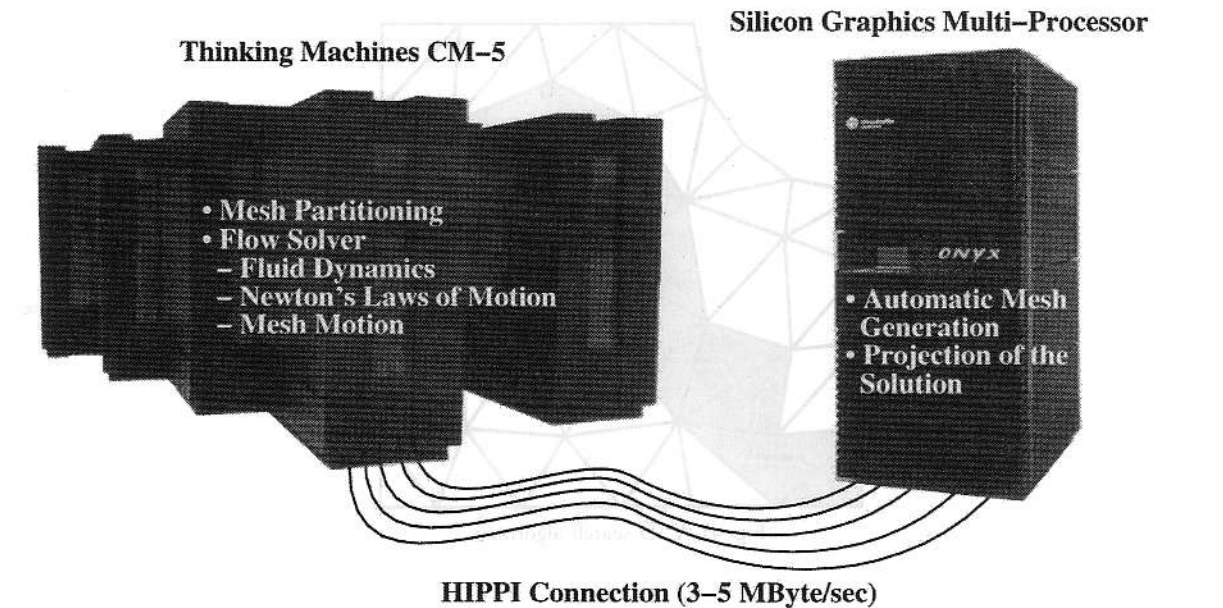 Silicon Graphics Multi–Processor
Thinking Machines CM–5
• Mesh Partitioning
• Flow Solver
– Fluid Dynamics
– Newton's Laws of Motion
– Mesh Motion
ONYX
• Automatic Mesh
Generation
• Projection of the
Solution
HIPPI Connection (3–5 MByte/sec)